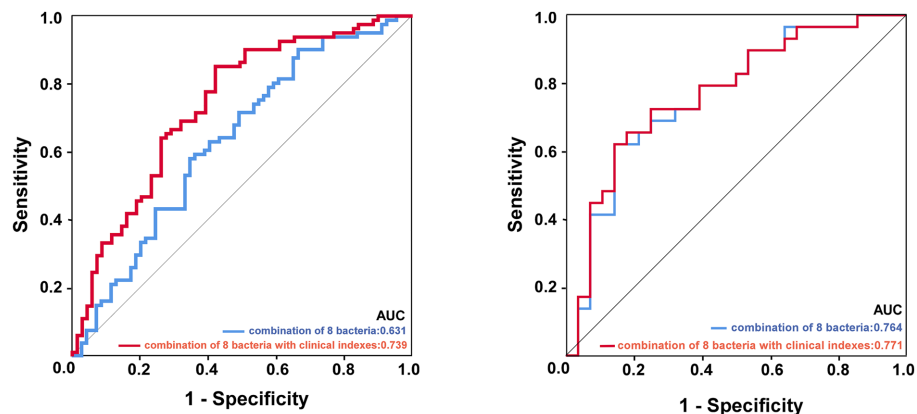 1.0
0.8
0.6
0.4
0.2
0
Sensitivity
AUC
combination of 8 bacteria:0.631
combination of 8 bacteria with clinical indexes:0.739
0.0 0.2 0.4 0.6 0.8 1.0
1 - Specificity
1.0
0.8
0.6
0.4
0.2
0
Sensitivity
AUC
combination of 8 bacteria:0.764
combination of 8 bacteria with clinical indexes:0.771
0.0 0.2 0.4 0.6 0.8 1.0
1 - Specificity